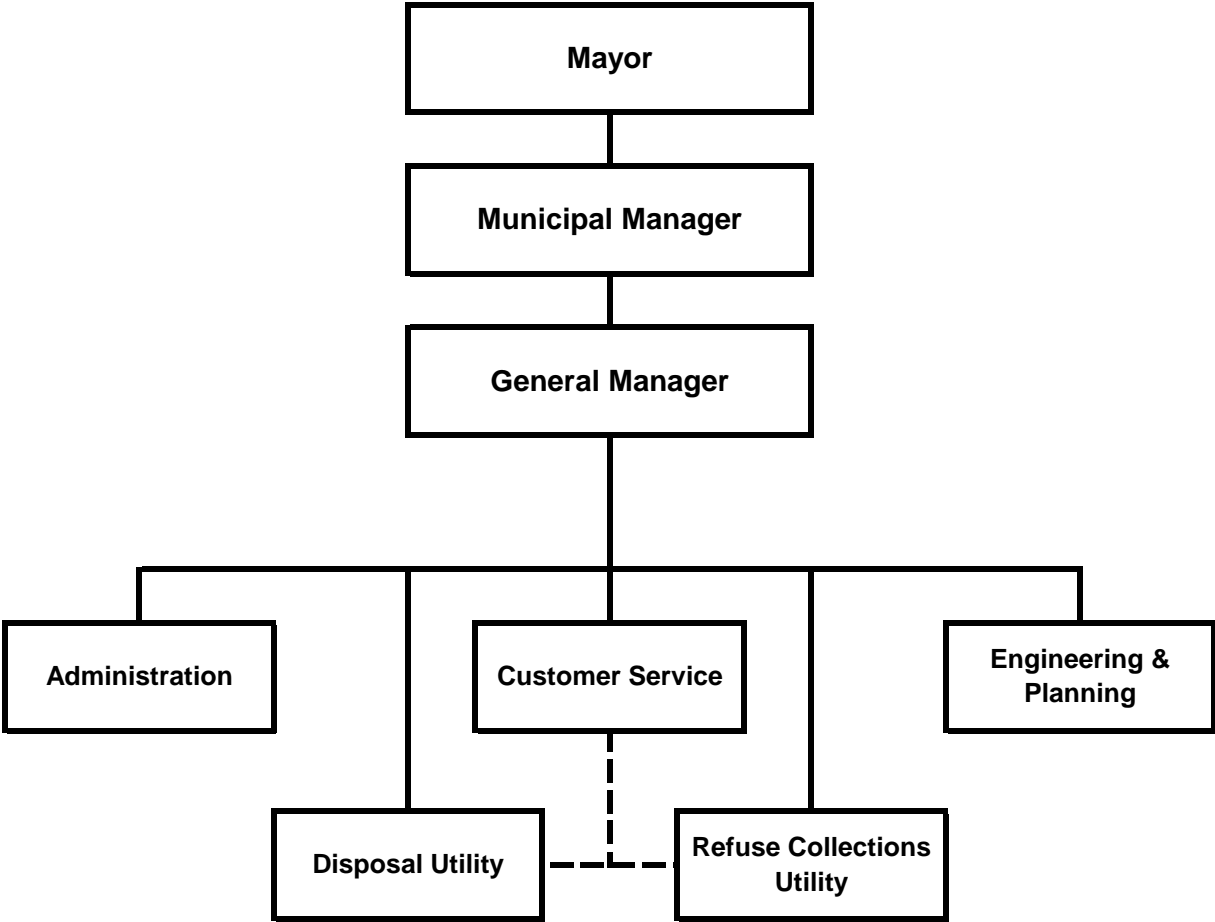 Mayor
Municipal Manager
General Manager
Administration
Customer Service
Engineering &
Planning
Disposal Utility
Refuse Collections
Utility